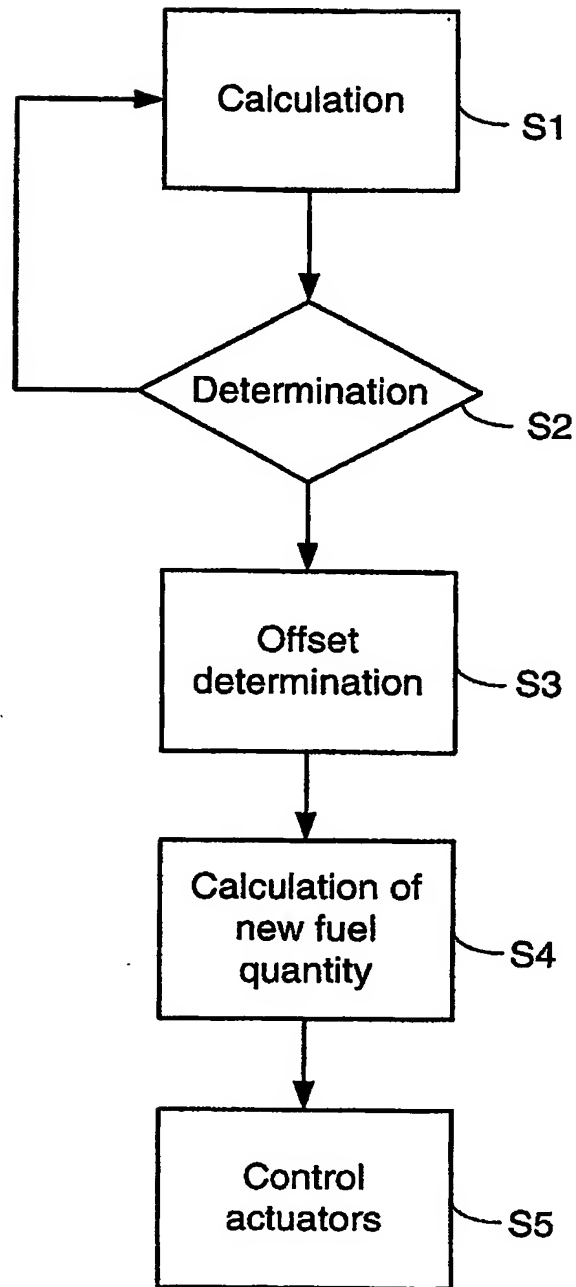 Calculation
S1
Determination
S2
Offset
determination
S3
Calculation of
new fuel
quantity
S4
Control
actuators
S5